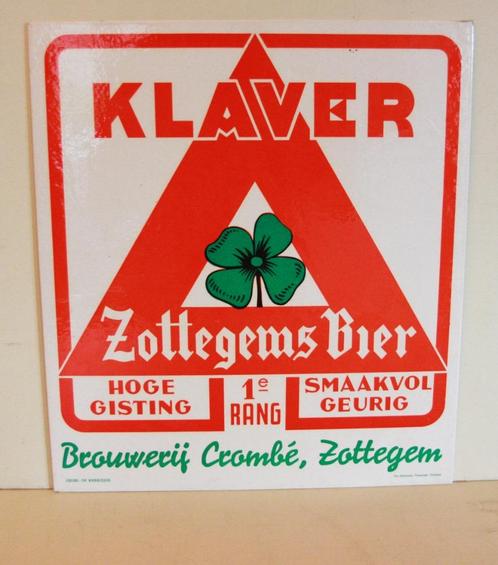 KLAVER
Zottegems Bier
HOGE GISTING
1e RANG
SMAAKVOL GEURIG
Brouwerij Crombé, Zottegem